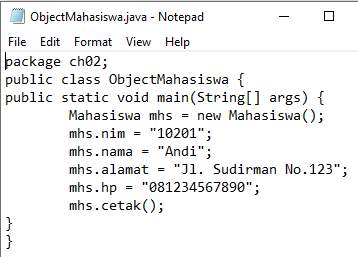 ObjectMahasiswa.java - Notepad
File Edit Format View Help
package ch02;
public class ObjectMahasiswa {
public static void main(String[] args) {
        Mahasiswa mhs = new Mahasiswa();
        mhs.nim = "10201";
        mhs.nama = "Andi";
        mhs.alamat = "Jl. Sudirman No.123";
        mhs.hp = "081234567890";
        mhs.cetak();
}
}